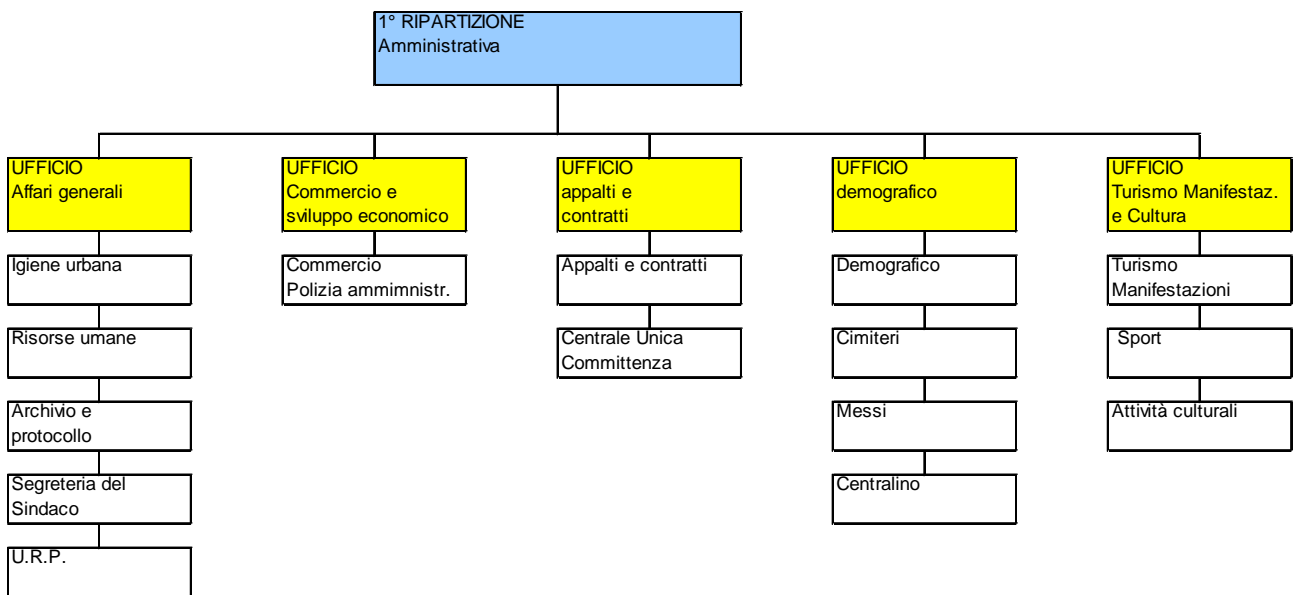 1° RIPARTIZIONE
Amministrativa
UFFICIO
Affari generali
UFFICIO
Commercio e
sviluppo economico
UFFICIO
appalti e
contratti
UFFICIO
demografico
UFFICIO
Turismo Manifestaz.
e Cultura
Igiene urbana
Commercio
Polizia ammimnistr.
Appalti e contratti
Demografico
Turismo
Manifestazioni
Risorse umane
Centrale Unica
Committenza
Cimiteri
Sport
Archivio e
protocollo
Messi
Attività culturali
Segreteria del
Sindaco
Centralino
U.R.P.